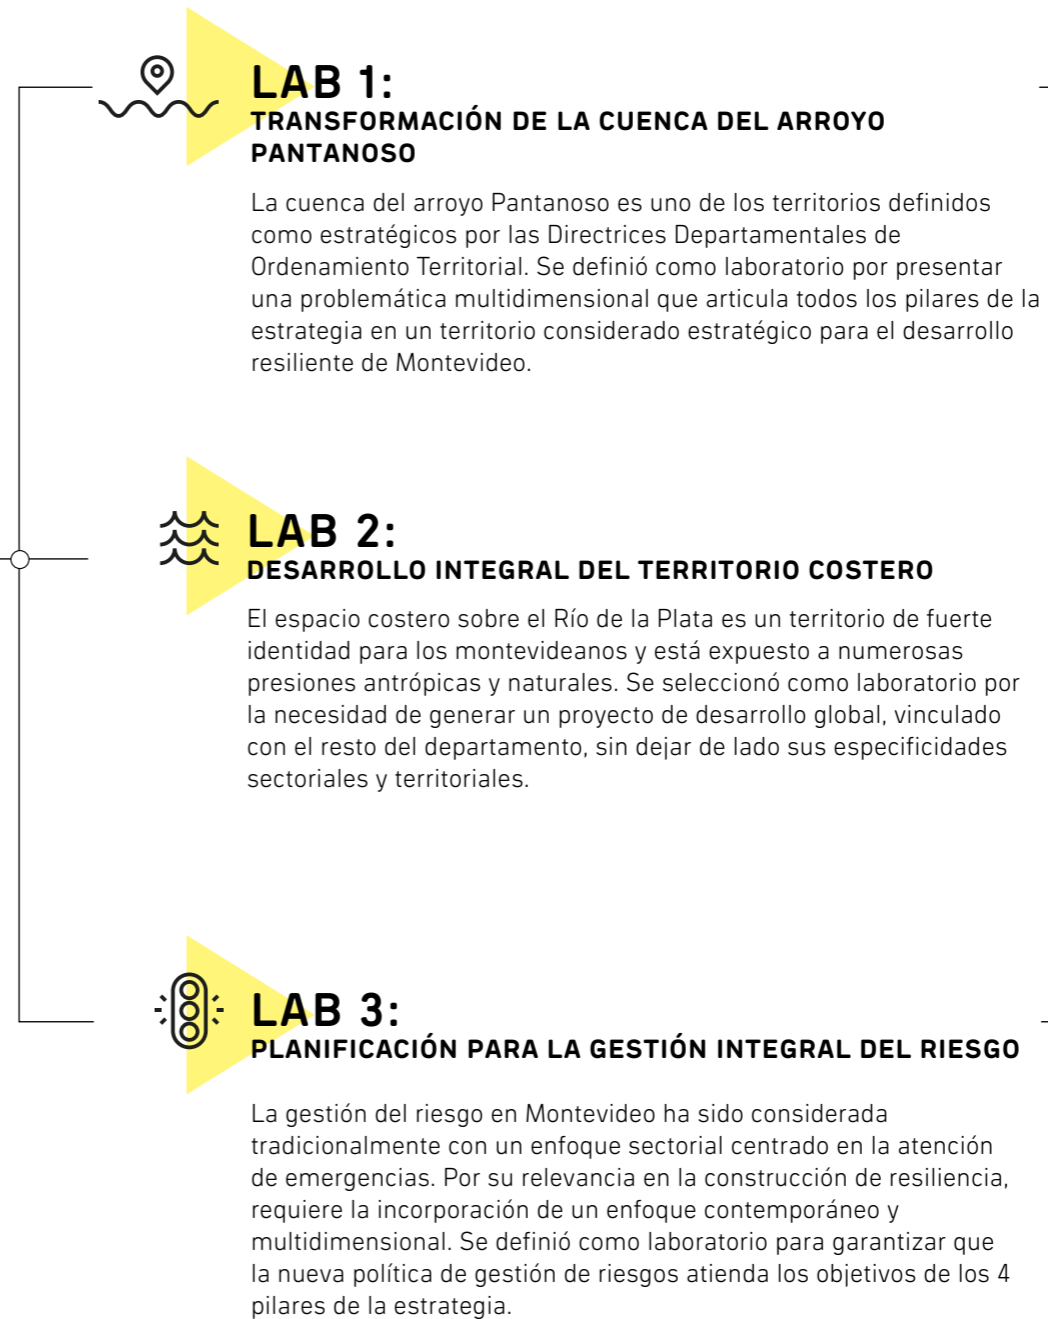 LAB 1:
TRANSFORMACIÓN DE LA CUENCA DEL ARROYO
PANTANOSO
La cuenca del arroyo Pantanoso es uno de los territorios definidos
como estratégicos por las Directrices Departamentales de
Ordenamiento Territorial. Se definió como laboratorio por presentar
una problemática multidimensional que articula todos los pilares de la
estrategia en un territorio considerado estratégico para el desarrollo
resiliente de Montevideo.
LAB 2:
DESARROLLO INTEGRAL DEL TERRITORIO COSTERO
El espacio costero sobre el Río de la Plata es un territorio de fuerte
identidad para los montevideanos y está expuesto a numerosas
presiones antrópicas y naturales. Se seleccionó como laboratorio por
la necesidad de generar un proyecto de desarrollo global, vinculado
con el resto del departamento, sin dejar de lado sus especificidades
sectoriales y territoriales.
LAB 3:
PLANIFICACIÓN PARA LA GESTIÓN INTEGRAL DEL RIESGO
La gestión del riesgo en Montevideo ha sido considerada
tradicionalmente con un enfoque sectorial centrado en la atención
de emergencias. Por su relevancia en la construcción de resiliencia,
requiere la incorporación de un enfoque contemporáneo y
multidimensional. Se definió como laboratorio para garantizar que
la nueva política de gestión de riesgos atienda los objetivos de los 4
pilares de la estrategia.